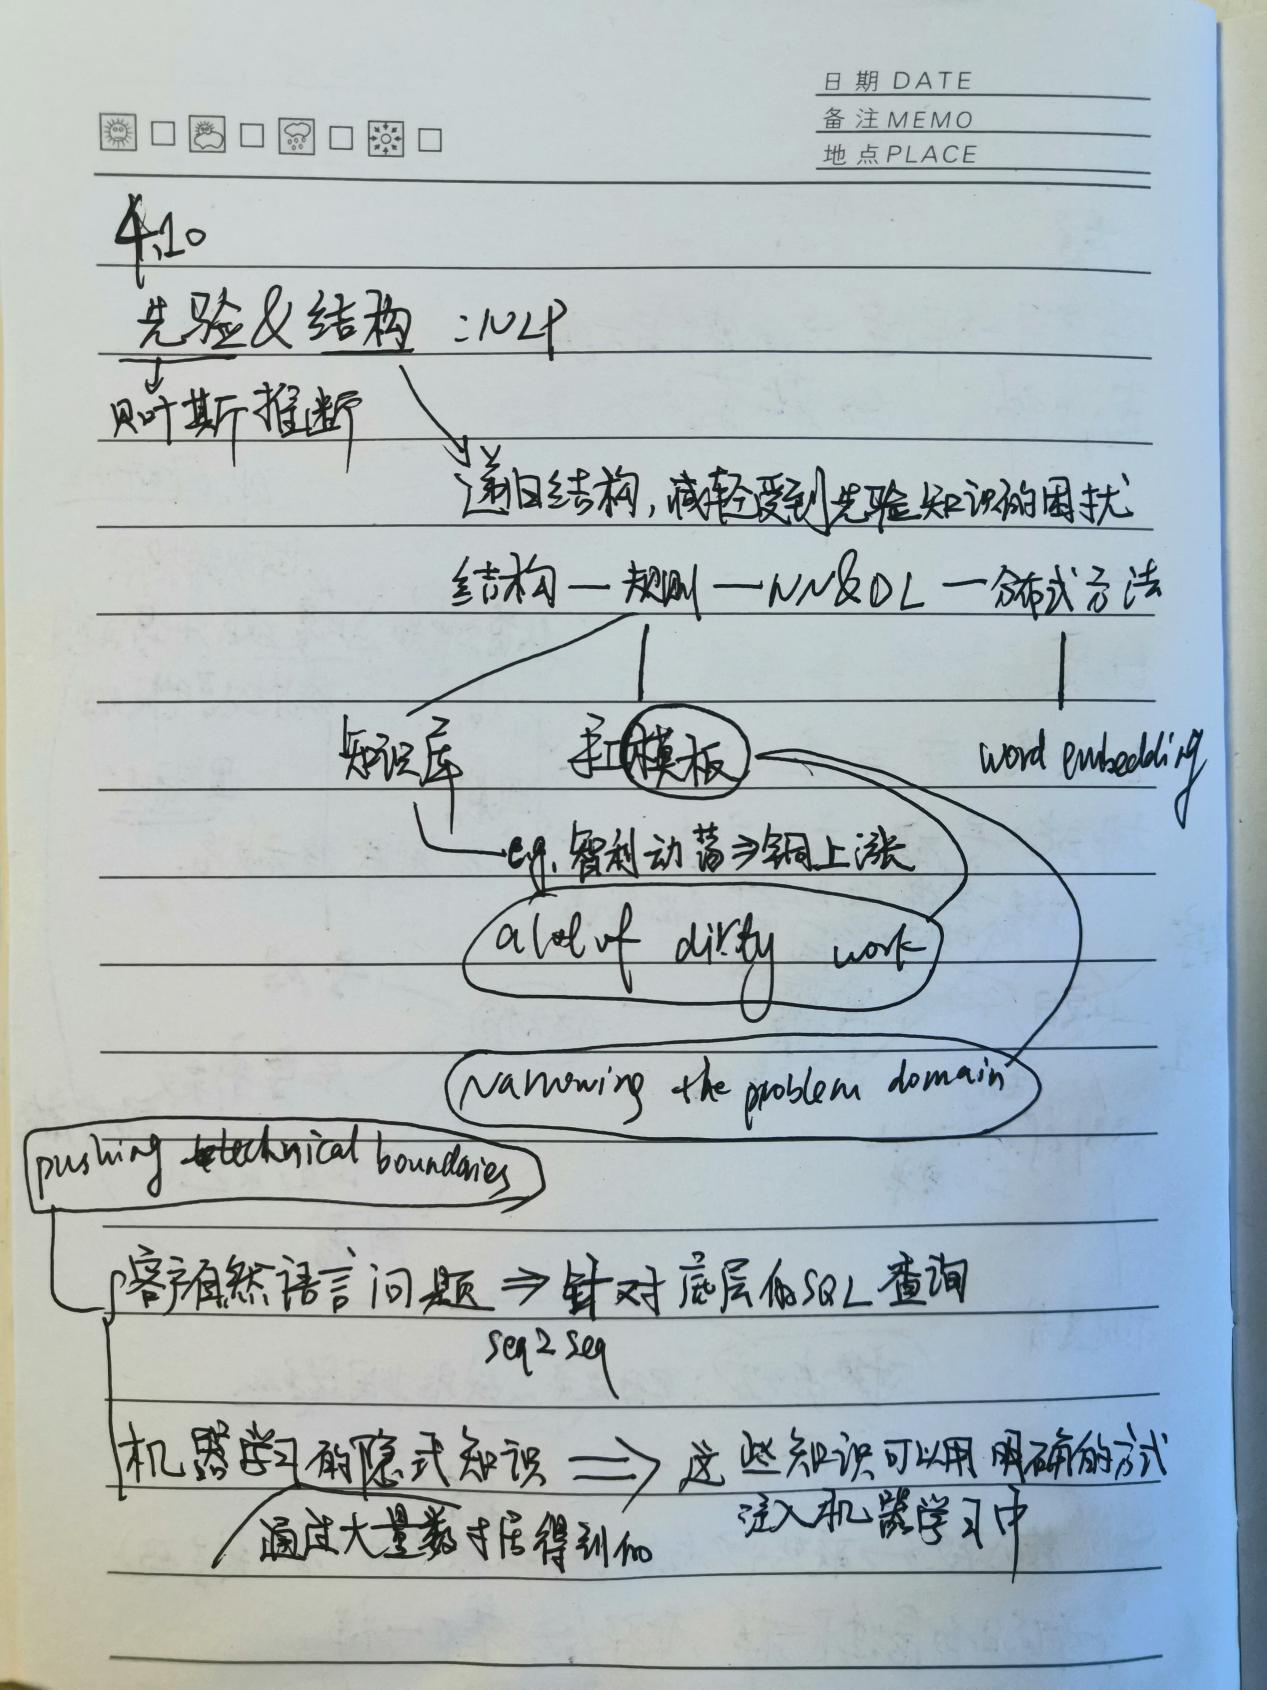 日期 DATE
备注 MEMO
地点 PLACE
4.10
先验&结构 :NLP
贝叶斯推断
递归结构,减轻受到先验知识的困扰
结构—规则—NN&DL—分布式方法
知识库 手工模板 word embedding
eg.智利动荡⇒铜上涨
a lot of dirty work
Narrowing the problem domain
pushing technical boundaries
客户自然语言问题⇒针对底层的SQL查询
seq2seq
机器学习的隐式知识⇒这些知识可以用明确的方式
注入机器学习中
通过大量数据得到的